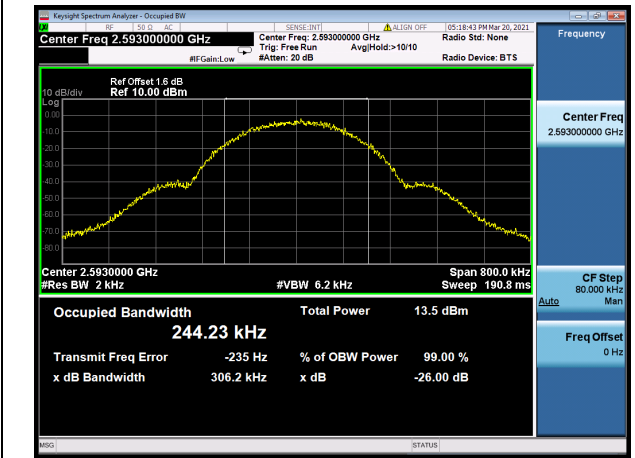 Keysight Spectrum Analyzer - Occupied BW
RF 50 Ω AC SENSE:INT ALIGN OFF 05:18:43 PM Mar 20, 2021
Center Freq 2.593000000 GHz
Center Freq: 2.593000000 GHz
Radio Std: None
Trig: Free Run Avg|Hold:>10/10
#IFGain:Low #Atten: 20 dB Radio Device: BTS
Ref Offset 1.6 dB
10 dB/div Ref 10.00 dBm
Log
0.00
-10.0
-20.0
-30.0
-40.0
-50.0
-60.0
-70.0
-80.0
Center 2.5930000 GHz Span 800.0 kHz
#Res BW 2 kHz #VBW 6.2 kHz Sweep 190.8 ms
Occupied Bandwidth Total Power 13.5 dBm
244.23 kHz
Transmit Freq Error -235 Hz % of OBW Power 99.00 %
x dB Bandwidth 306.2 kHz x dB -26.00 dB
MSG STATUS
Frequency
Center Freq
2.593000000 GHz
CF Step
80.000 kHz
Auto Man
Freq Offset
0 Hz